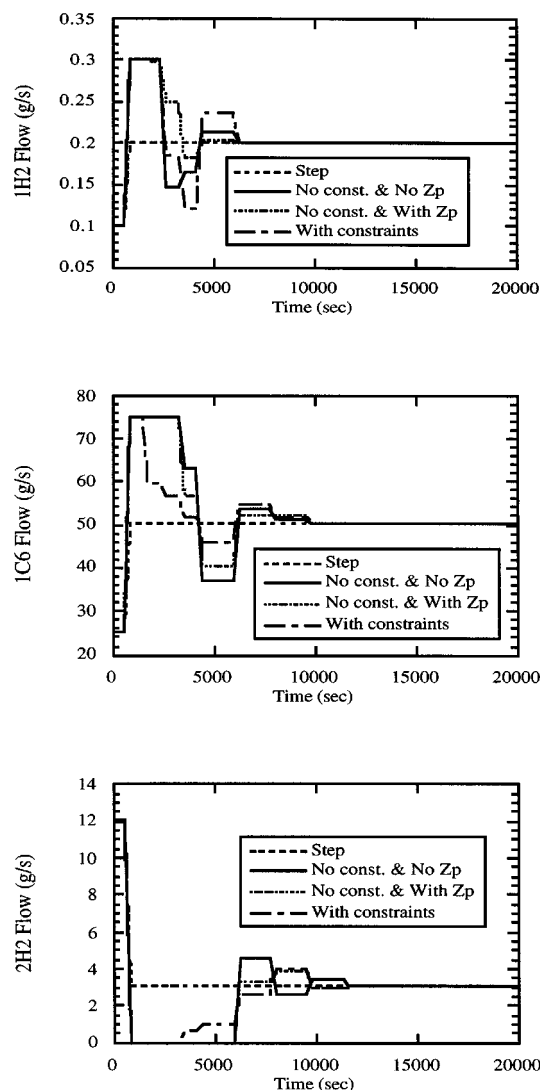 0.35
0.3
0.25
0.2
0.15
0.1
0.05
1H2 Flow (g/s)
Step
No const. & No Zp
No const. & With Zp
With constraints
0 5000 10000 15000 20000
Time (sec)
80
70
60
50
40
30
20
1C6 Flow (g/s)
Step
No const. & No Zp
No const. & With Zp
With constraints
0 5000 10000 15000 20000
Time (sec)
14
12
10
8
6
4
2
0
2H2 Flow (g/s)
Step
No const. & No Zp
No const. & With Zp
With constraints
0 5000 10000 15000 20000
Time (sec)